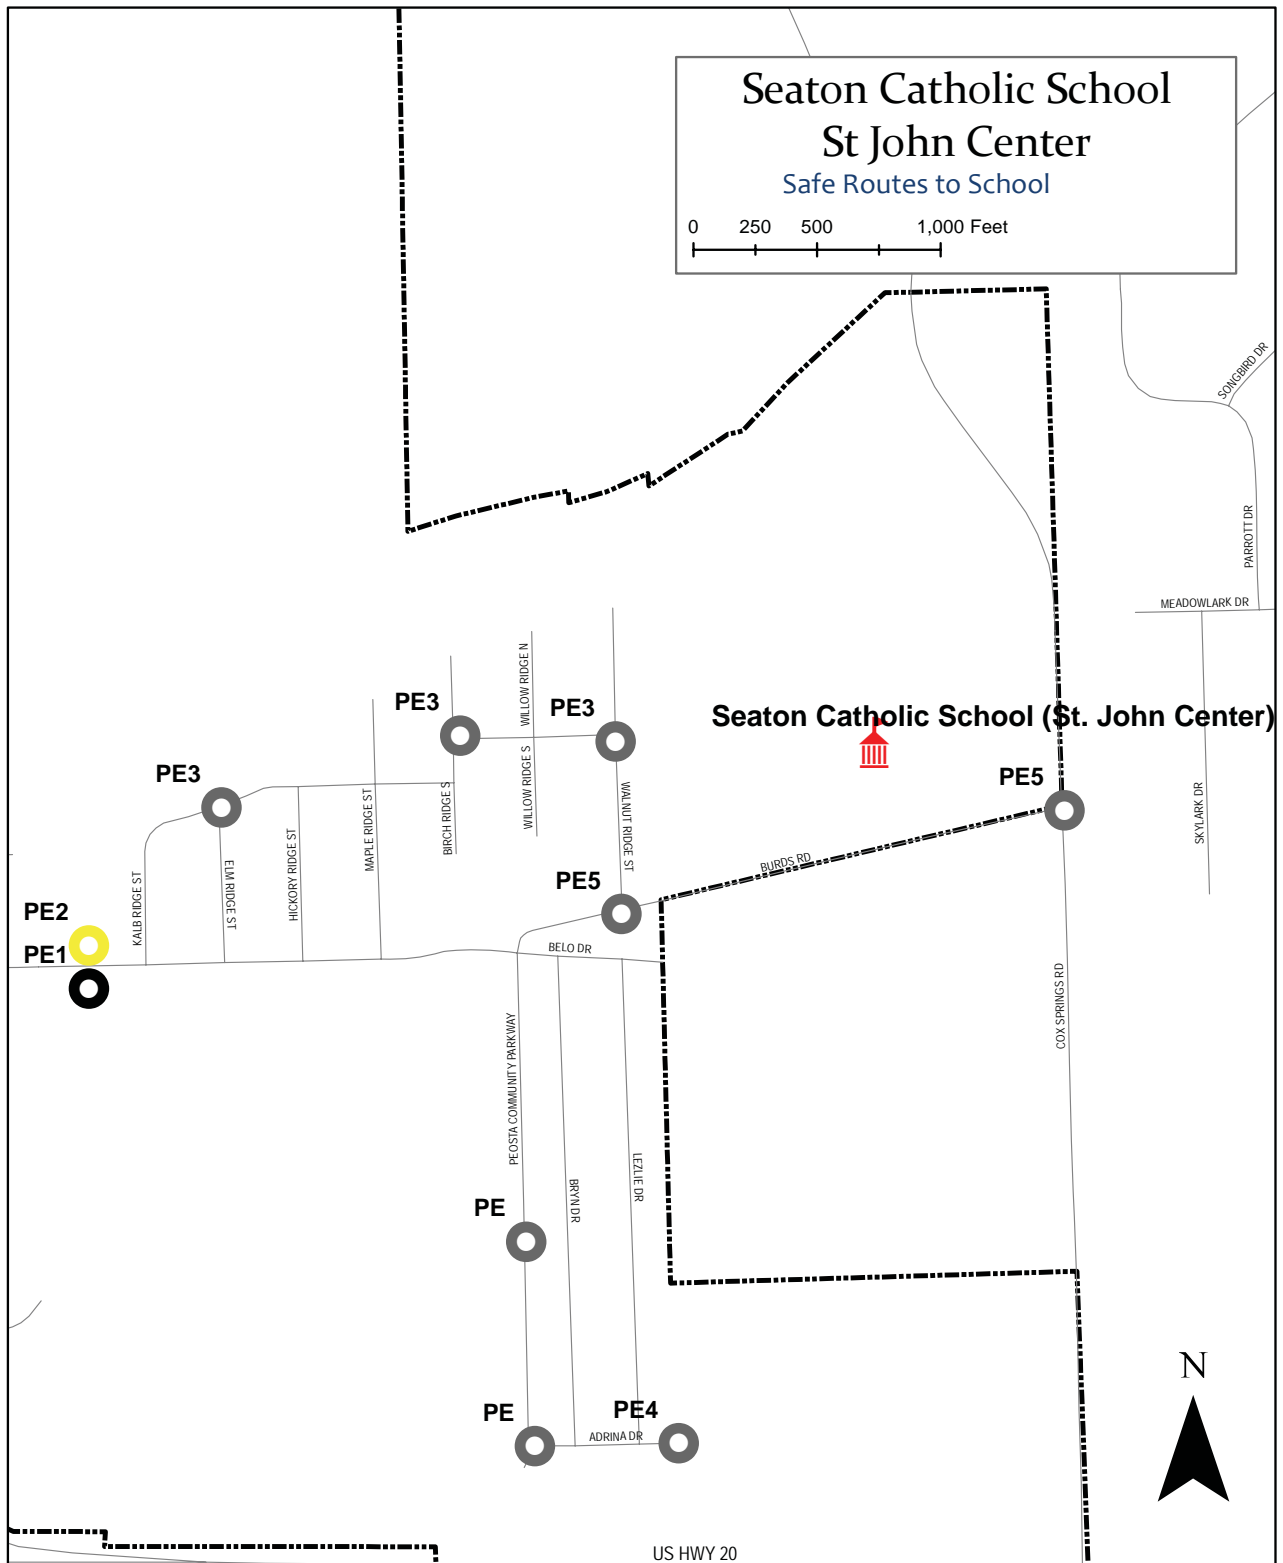 Seaton Catholic School
St John Center
Safe Routes to School
0 250 500 1,000 Feet
SONGBIRD DR
PARROTT DR
MEADOWLARK DR
WILLOW RIDGE N
PE3
PE3
Seaton Catholic School (St. John Center)
PE3
PE5
WILLOW RIDGE S
BIRCH RIDGE S
MAPLE RIDGE ST
WALNUT RIDGE ST
SKYLARK DR
HICKORY RIDGE ST
ELM RIDGE ST
KALB RIDGE ST
BURDS RD
PE5
PE2
PE1
BELO DR
COX SPRINGS RD
PEOSTA COMMUNITY PARKWAY
LEZLIE DR
BRYN DR
PE
N
PE
PE4
ADRINA DR
US HWY 20